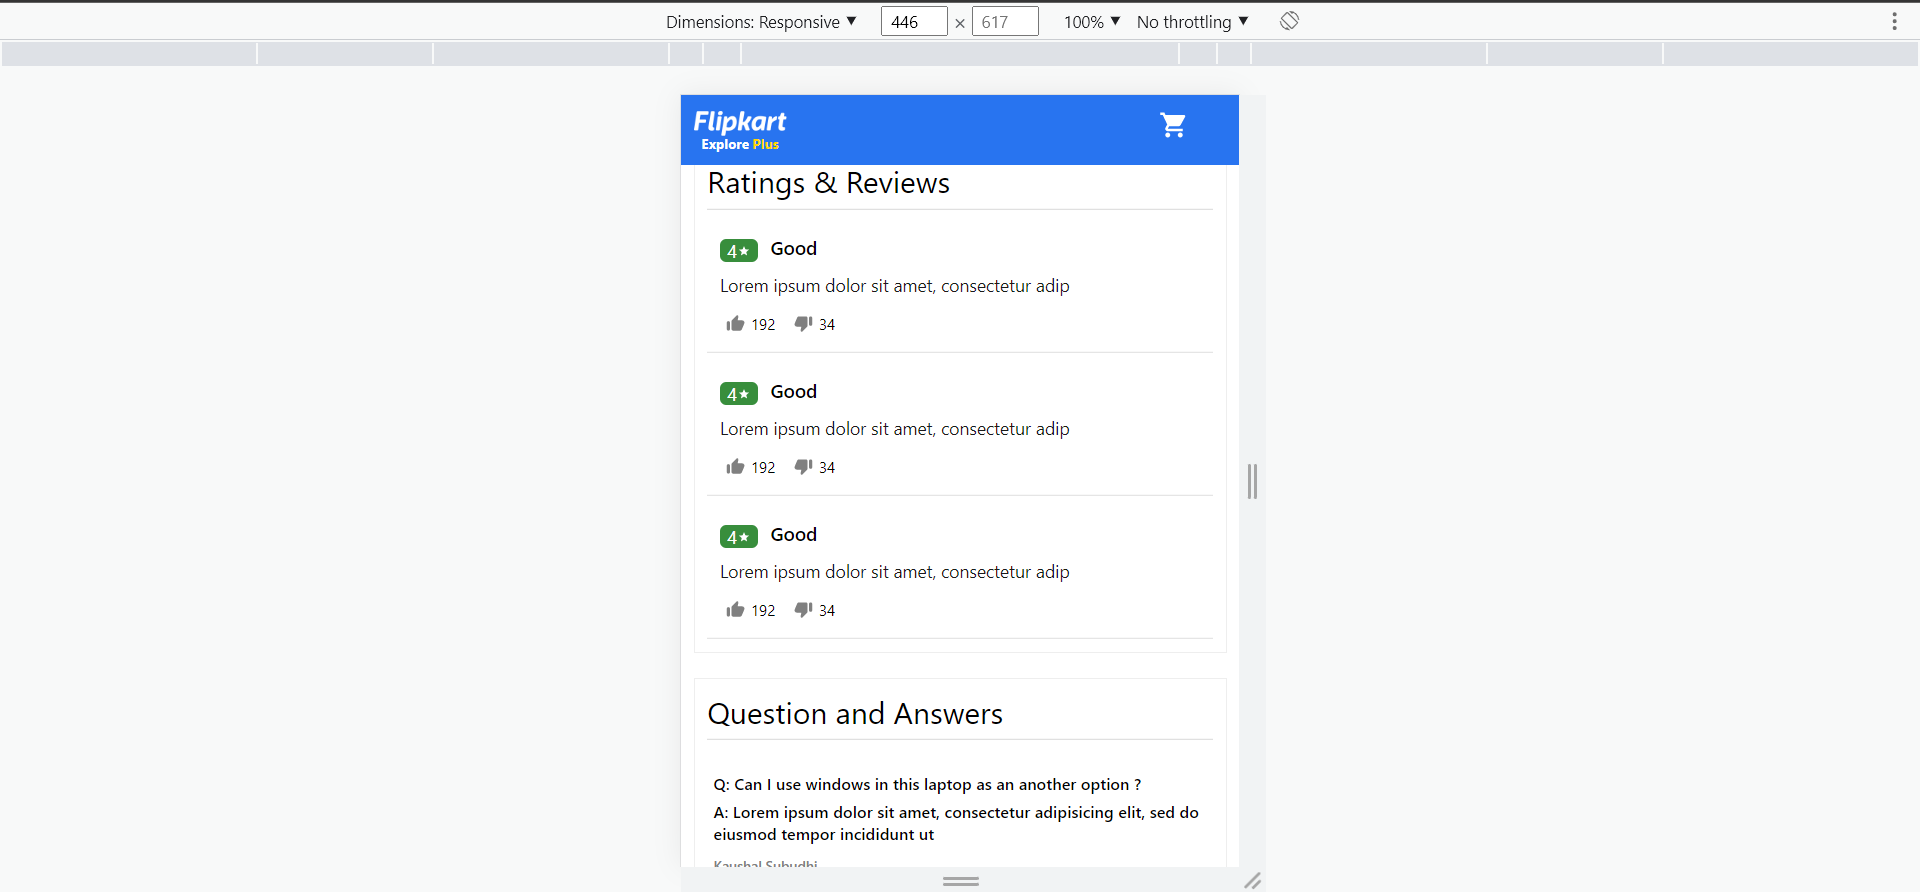 Dimensions: Responsive ▼ 446 × 617 100% ▼ No throttling ▼
Flipkart
Explore Plus
Ratings & Reviews
4★ Good
Lorem ipsum dolor sit amet, consectetur adip
192 34
4★ Good
Lorem ipsum dolor sit amet, consectetur adip
192 34
4★ Good
Lorem ipsum dolor sit amet, consectetur adip
192 34
Question and Answers
Q: Can I use windows in this laptop as an another option ?
A: Lorem ipsum dolor sit amet, consectetur adipisicing elit, sed do
eiusmod tempor incididunt ut
Kaushal Subudhi